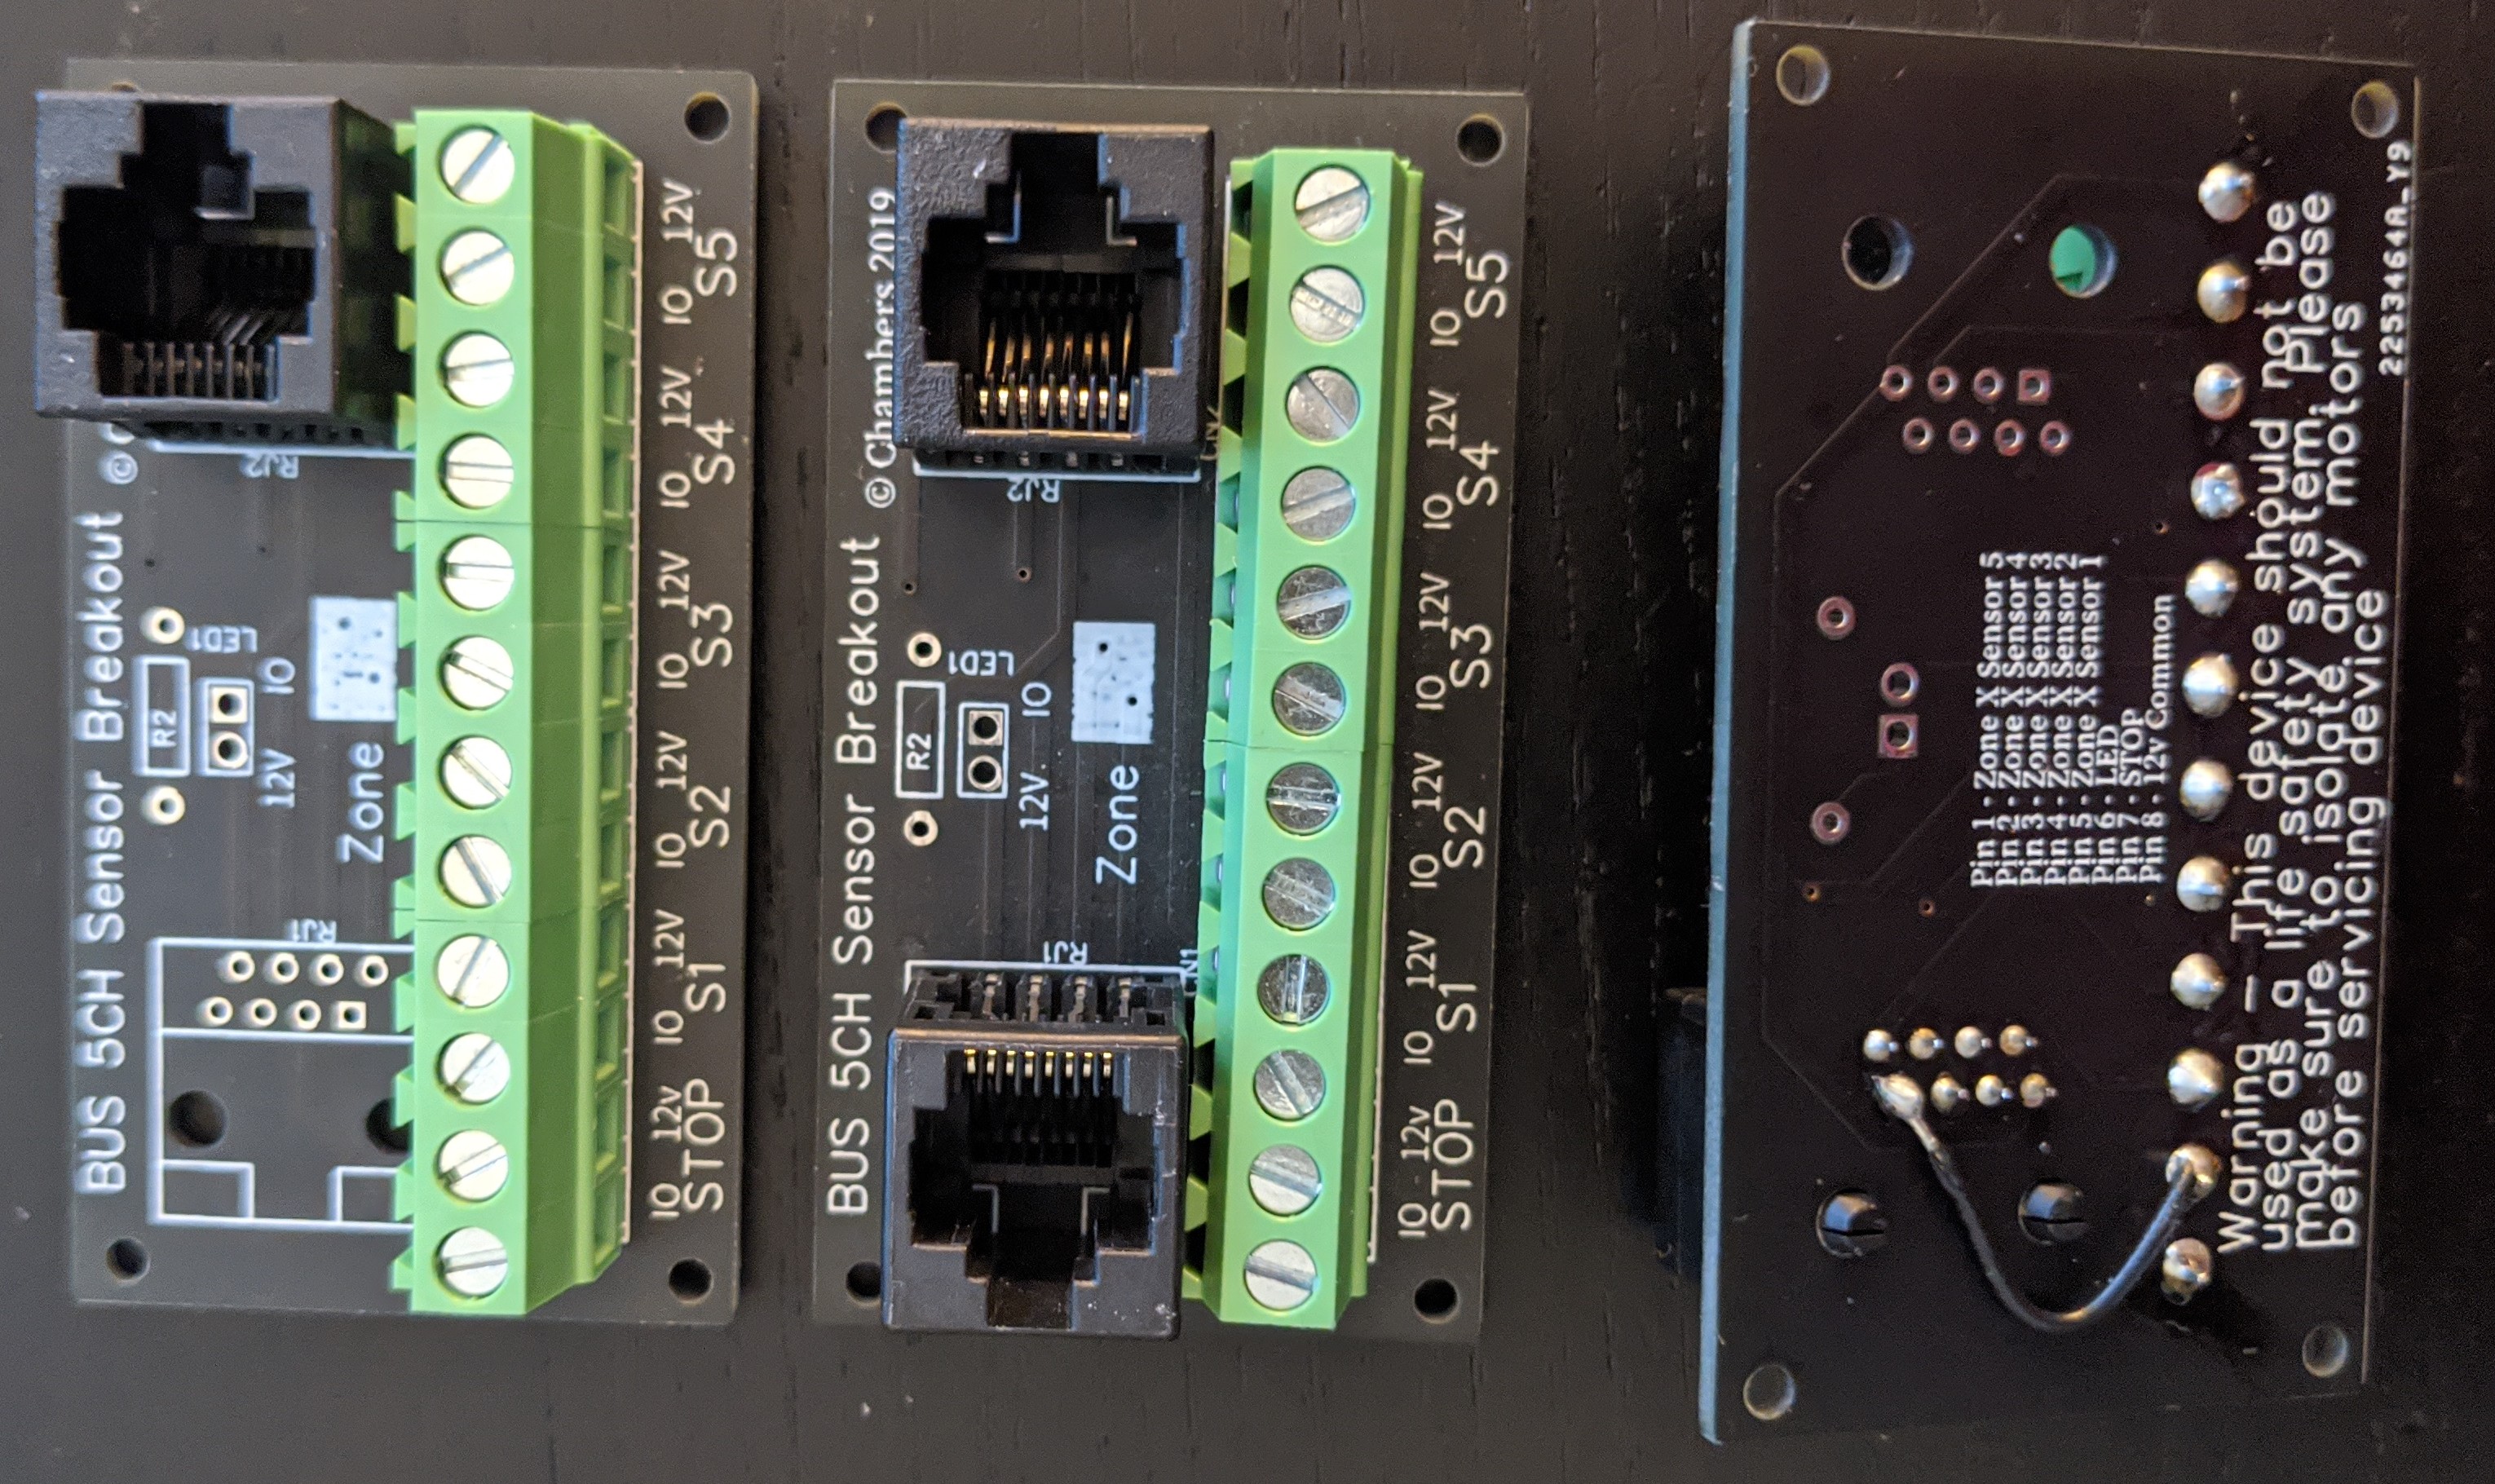 BUS 5CH Sensor Breakout ©
R2
LED1
12V IO
RJ1
RJ2
Zone
IO 12v IO 12V IO 12V IO 12V IO 12V IO 12V
STOP S1 S2 S3 S4 S5
BUS 5CH Sensor Breakout © Chambers 2019
R2
LED1
12V IO
RJ1
RJ2
Zone
CN1
CN2
IO 12v IO 12V IO 12V IO 12V IO 12V IO 12V
STOP S1 S2 S3 S4 S5
Pin 1 - Zone X Sensor 5
Pin 2 - Zone X Sensor 4
Pin 3 - Zone X Sensor 3
Pin 4 - Zone X Sensor 2
Pin 5 - Zone X Sensor 1
Pin 6 - LED
Pin 7 - STOP
Pin 8 - 12v Common
Warning - This device should not be
used as a life safety system. Please
make sure to isolate any motors
before servicing device
2253464A_Y9